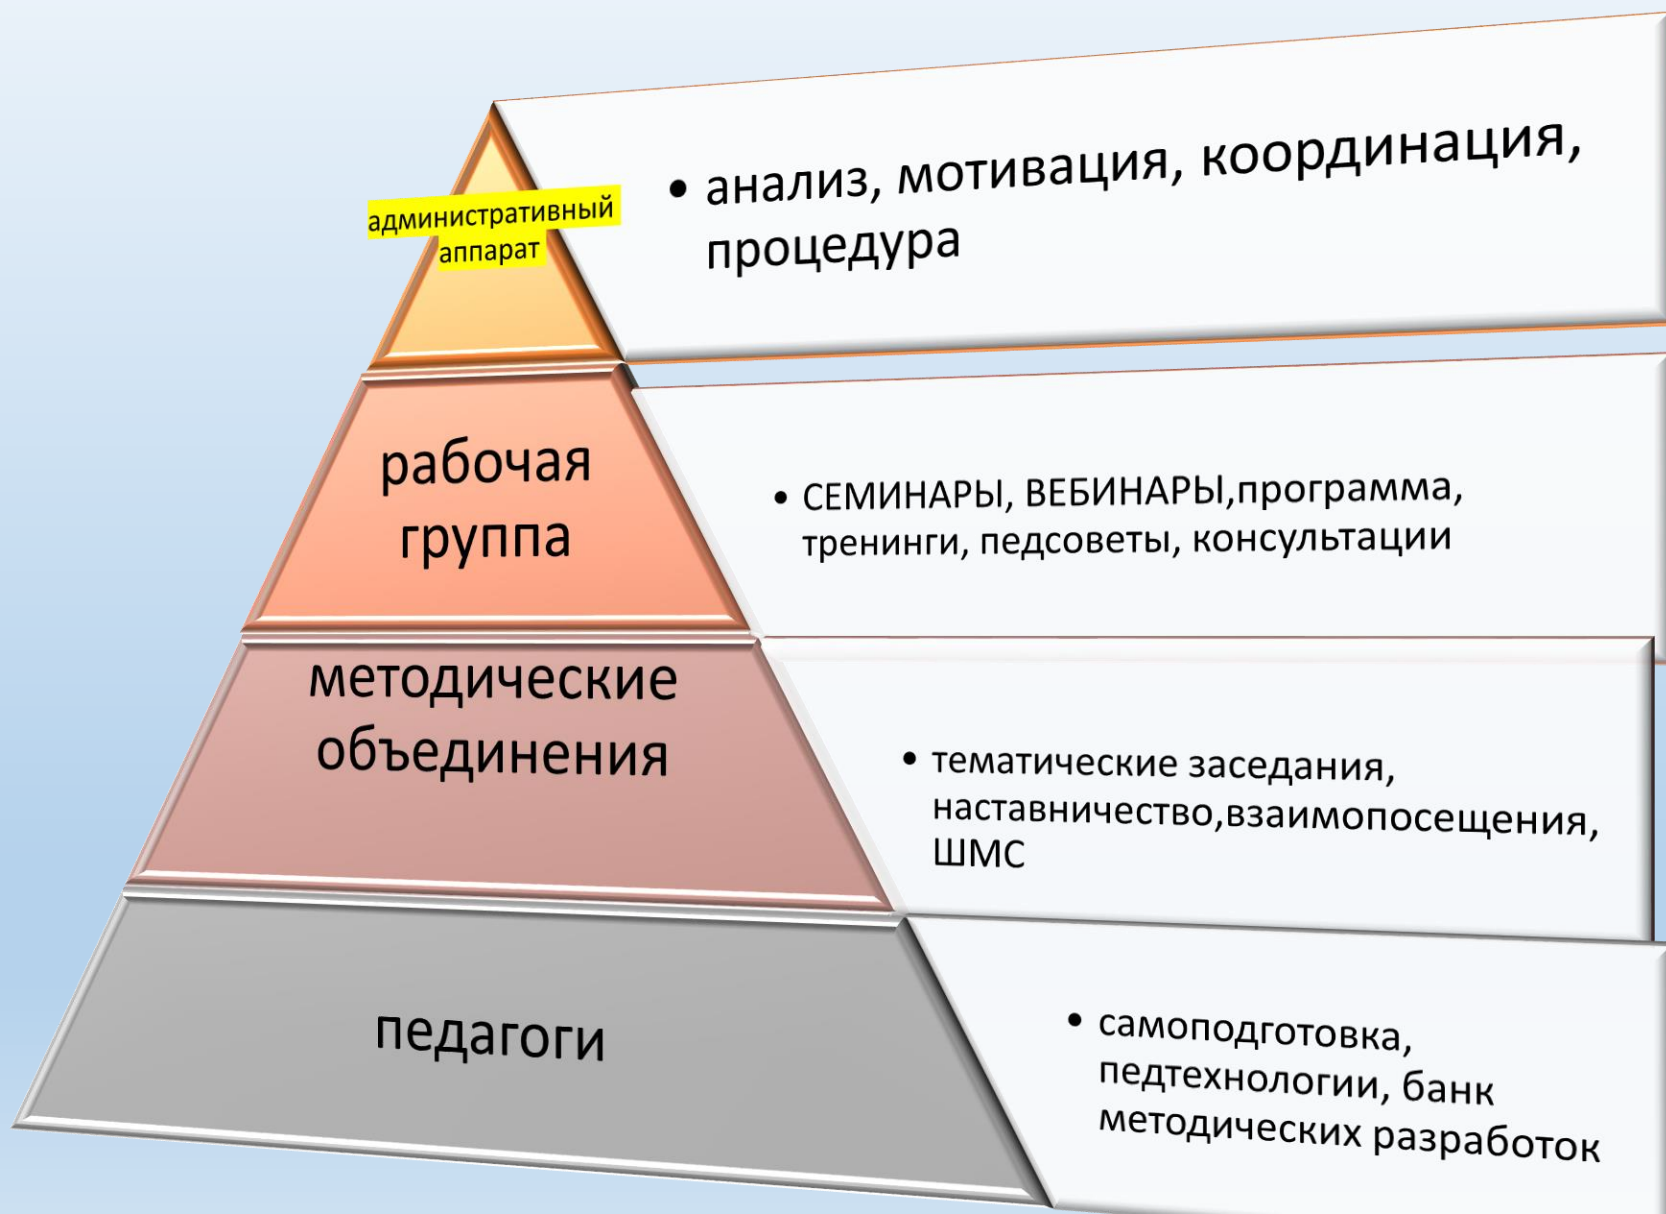 административный
аппарат
• анализ, мотивация, координация,
процедура
рабочая
группа
• СЕМИНАРЫ, ВЕБИНАРЫ,программа,
тренинги, педсоветы, консультации
методические
объединения
• тематические заседания,
наставничество,взаимопосещения,
ШМС
педагоги
• самоподготовка,
педтехнологии, банк
методических разработок